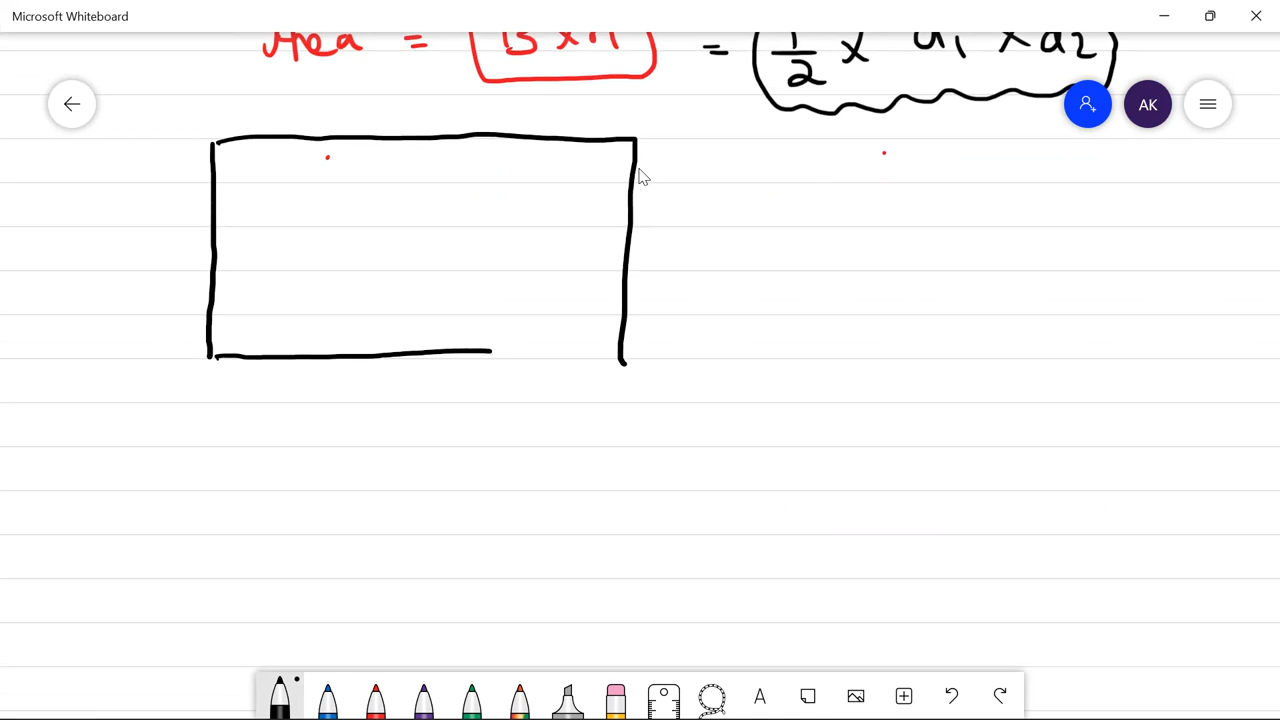 Microsoft Whiteboard
Area = B × H = 1/2 × d1 × d2
AK
A